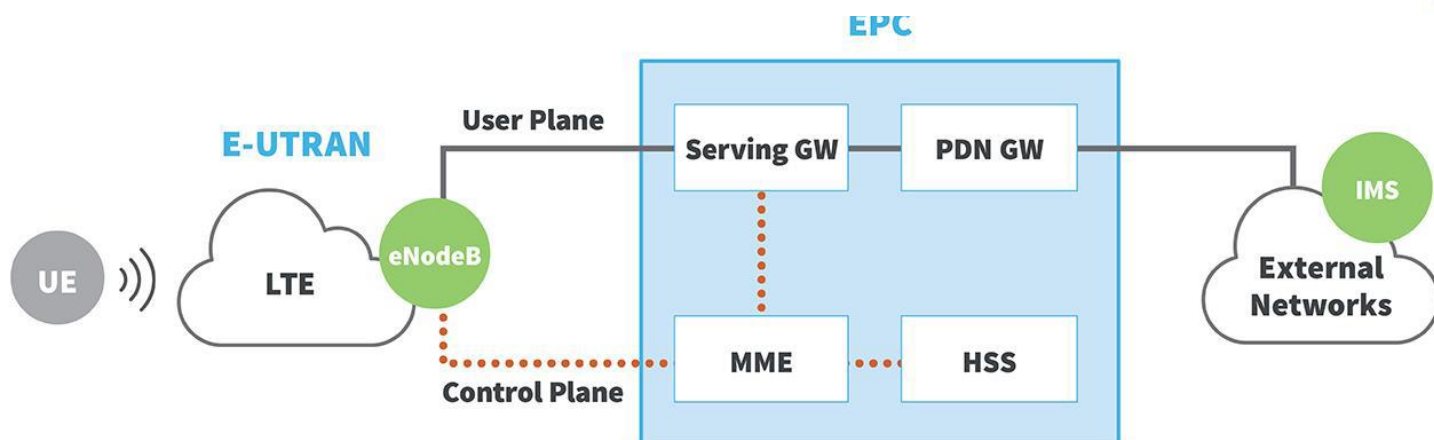 EPC
User Plane
E-UTRAN
Serving GW
PDN GW
IMS
UE
LTE
eNodeB
External
Networks
MME
HSS
Control Plane